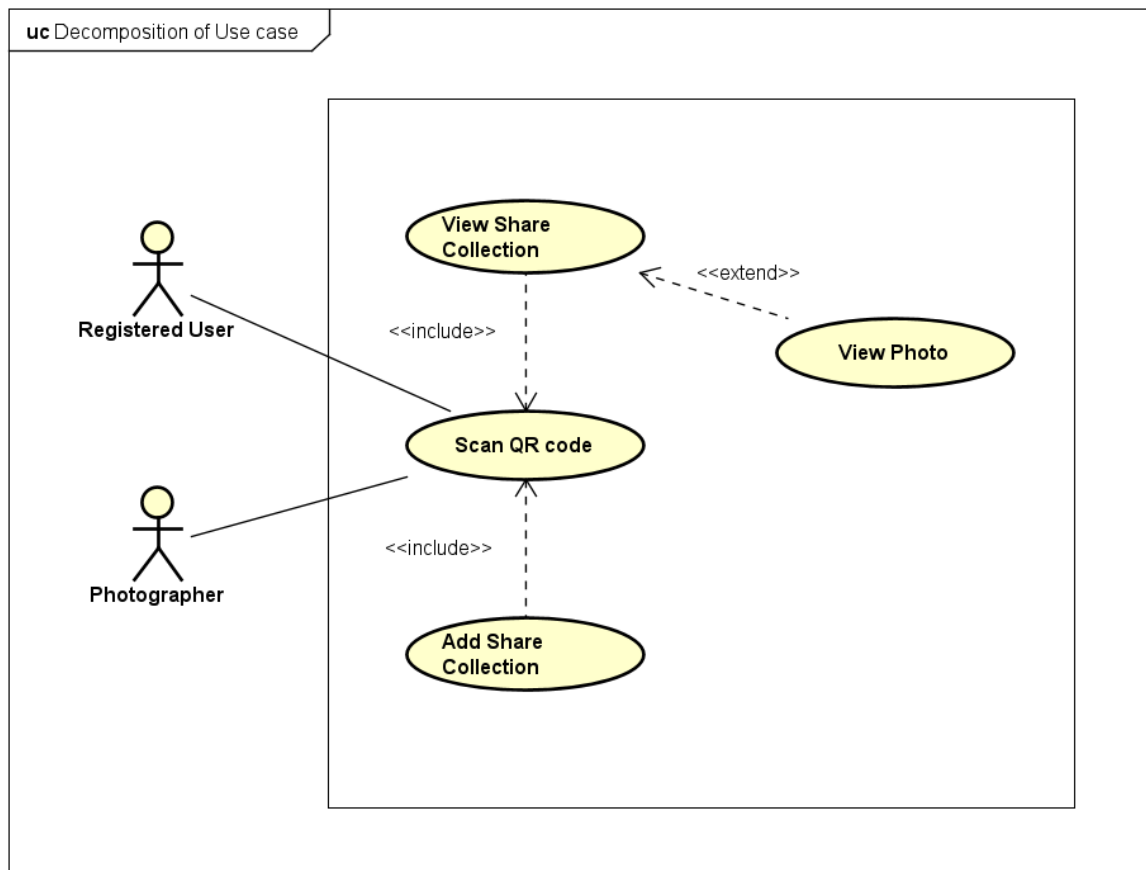 uc Decomposition of Use case
View Share
Collection
<<extend>>
Registered User
<<include>>
View Photo
Scan QR code
<<include>>
Photographer
Add Share
Collection